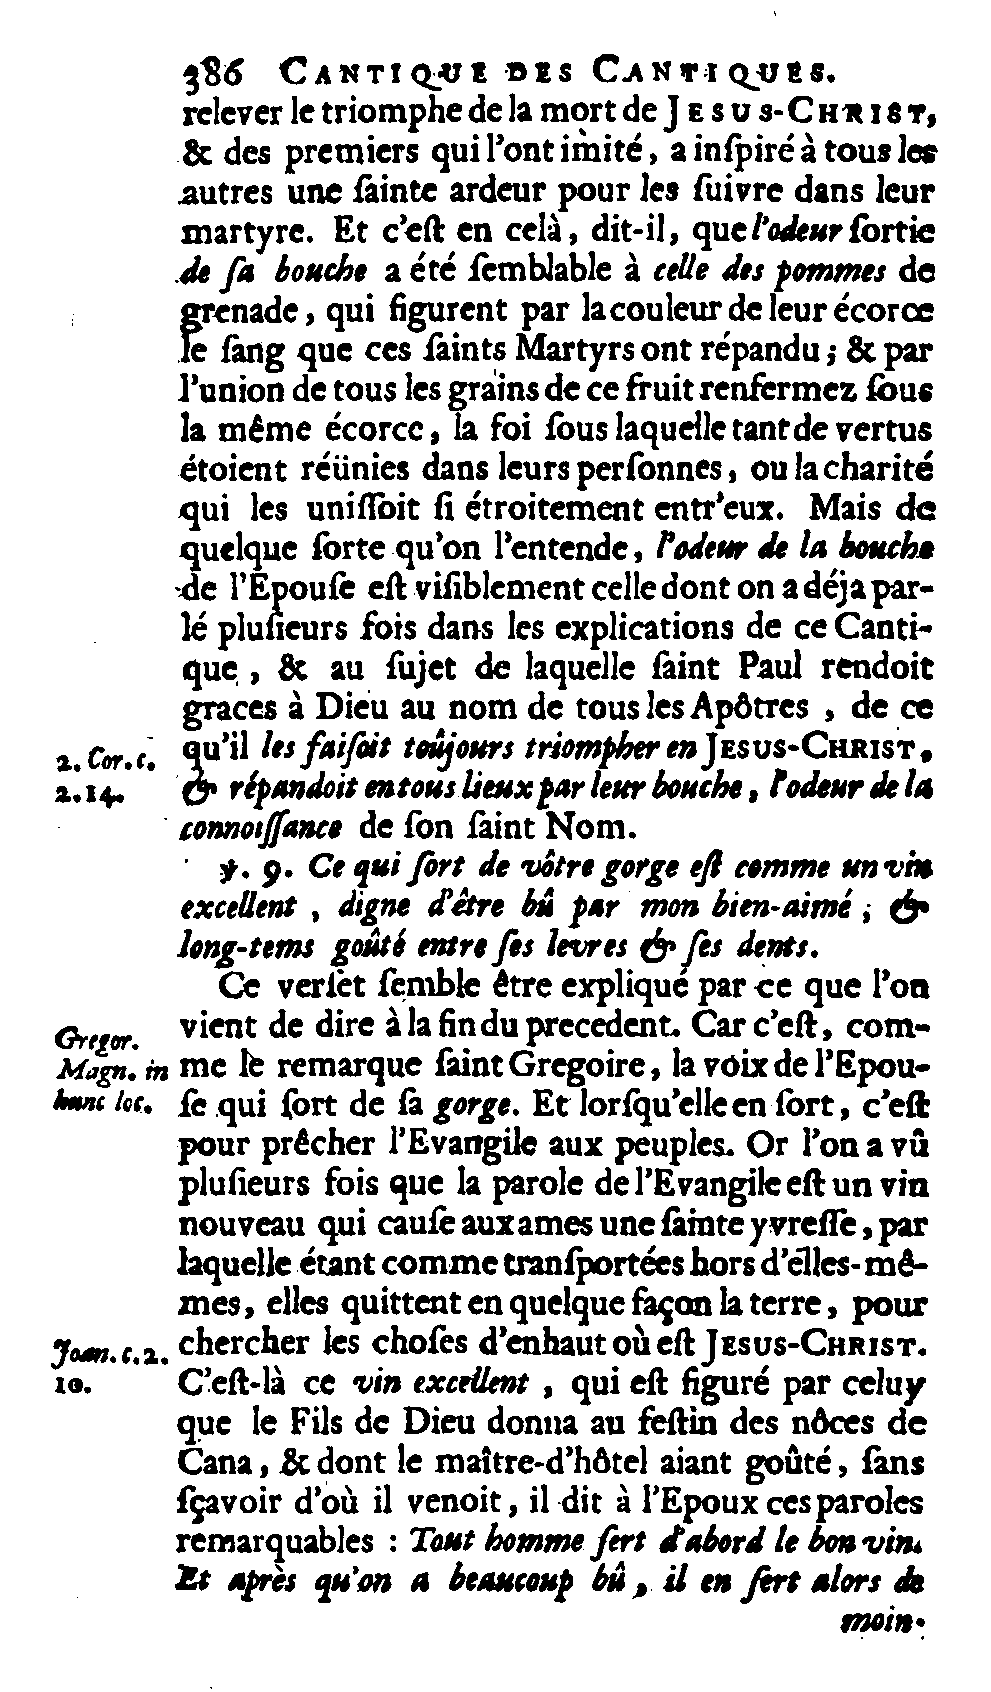 386 CANTIQUE DES CANTIQUES.
relever le triomphe de la mort de JESUS-CHRIST,
& des premiers qui l'ont imité, a inſpiré à tous les
autres une ſainte ardeur pour les ſuivre dans leur
martyre. Et c'eſt en celà, dit-il, que l'odeur ſortie
de ſa bouche a été ſemblable à celle des pommes de
grenade, qui figurent par la couleur de leur écorce
le ſang que ces ſaints Martyrs ont répandu; & par
l'union de tous les grains de ce fruit renfermez ſous
la même écorce, la foi ſous laquelle tant de vertus
étoient réünies dans leurs perſonnes, ou la charité
qui les uniſſoit ſi étroitement entr'eux. Mais de
quelque ſorte qu'on l'entende, l'odeur de la bouche
de l'Epouſe eſt viſiblement celle dont on a déja par-
lé pluſieurs fois dans les explications de ce Canti-
que, & au ſujet de laquelle ſaint Paul rendoit
graces à Dieu au nom de tous les Apôtres, de ce
2. Cor. c. qu'il les faiſoit toûjours triompher en JESUS-CHRIST,
2. 14. & répandoit en tous lieux par leur bouche, l'odeur de la
connoiſſance de ſon ſaint Nom.
℣. 9. Ce qui ſort de vôtre gorge eſt comme un vin
excellent, digne d'être bû par mon bien-aimé; &
long-tems goûté entre ſes levres & ſes dents.
Ce verſet ſemble être expliqué par ce que l'on
Gregor. vient de dire à la fin du precedent. Car c'eſt, com-
Magn. in me le remarque ſaint Gregoire, la voix de l'Epou-
hunc loc. ſe qui ſort de ſa gorge. Et lorſqu'elle en ſort, c'eſt
pour prêcher l'Evangile aux peuples. Or l'on a vû
pluſieurs fois que la parole de l'Evangile eſt un vin
nouveau qui cauſe aux ames une ſainte yvreſſe, par
laquelle étant comme tranſportées hors d'elles-mê-
mes, elles quittent en quelque façon la terre, pour
Joan. c. 2. chercher les choſes d'enhaut où eſt JESUS-CHRIST.
10. C'eſt-là ce vin excellent, qui eſt figuré par celuy
que le Fils de Dieu donna au feſtin des nôces de
Cana, & dont le maître-d'hôtel aiant goûté, ſans
ſçavoir d'où il venoit, il dit à l'Epoux ces paroles
remarquables : Tout homme ſert d'abord le bon vin.
Et après qu'on a beaucoup bû, il en ſert alors de
moin-